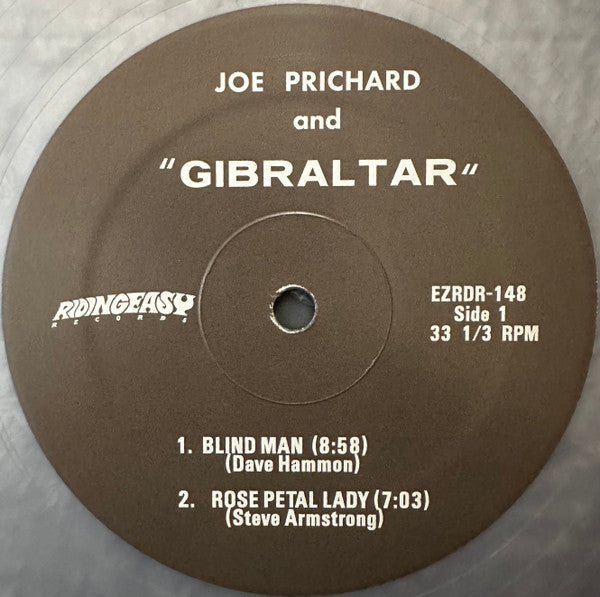 JOE PRICHARD
and
"GIBRALTAR"
RIDINGEASY
RECORDS
EZRDR-148
Side 1
33 1/3 RPM
1. BLIND MAN (8:58)
(Dave Hammon)
2. ROSE PETAL LADY (7:03)
(Steve Armstrong)